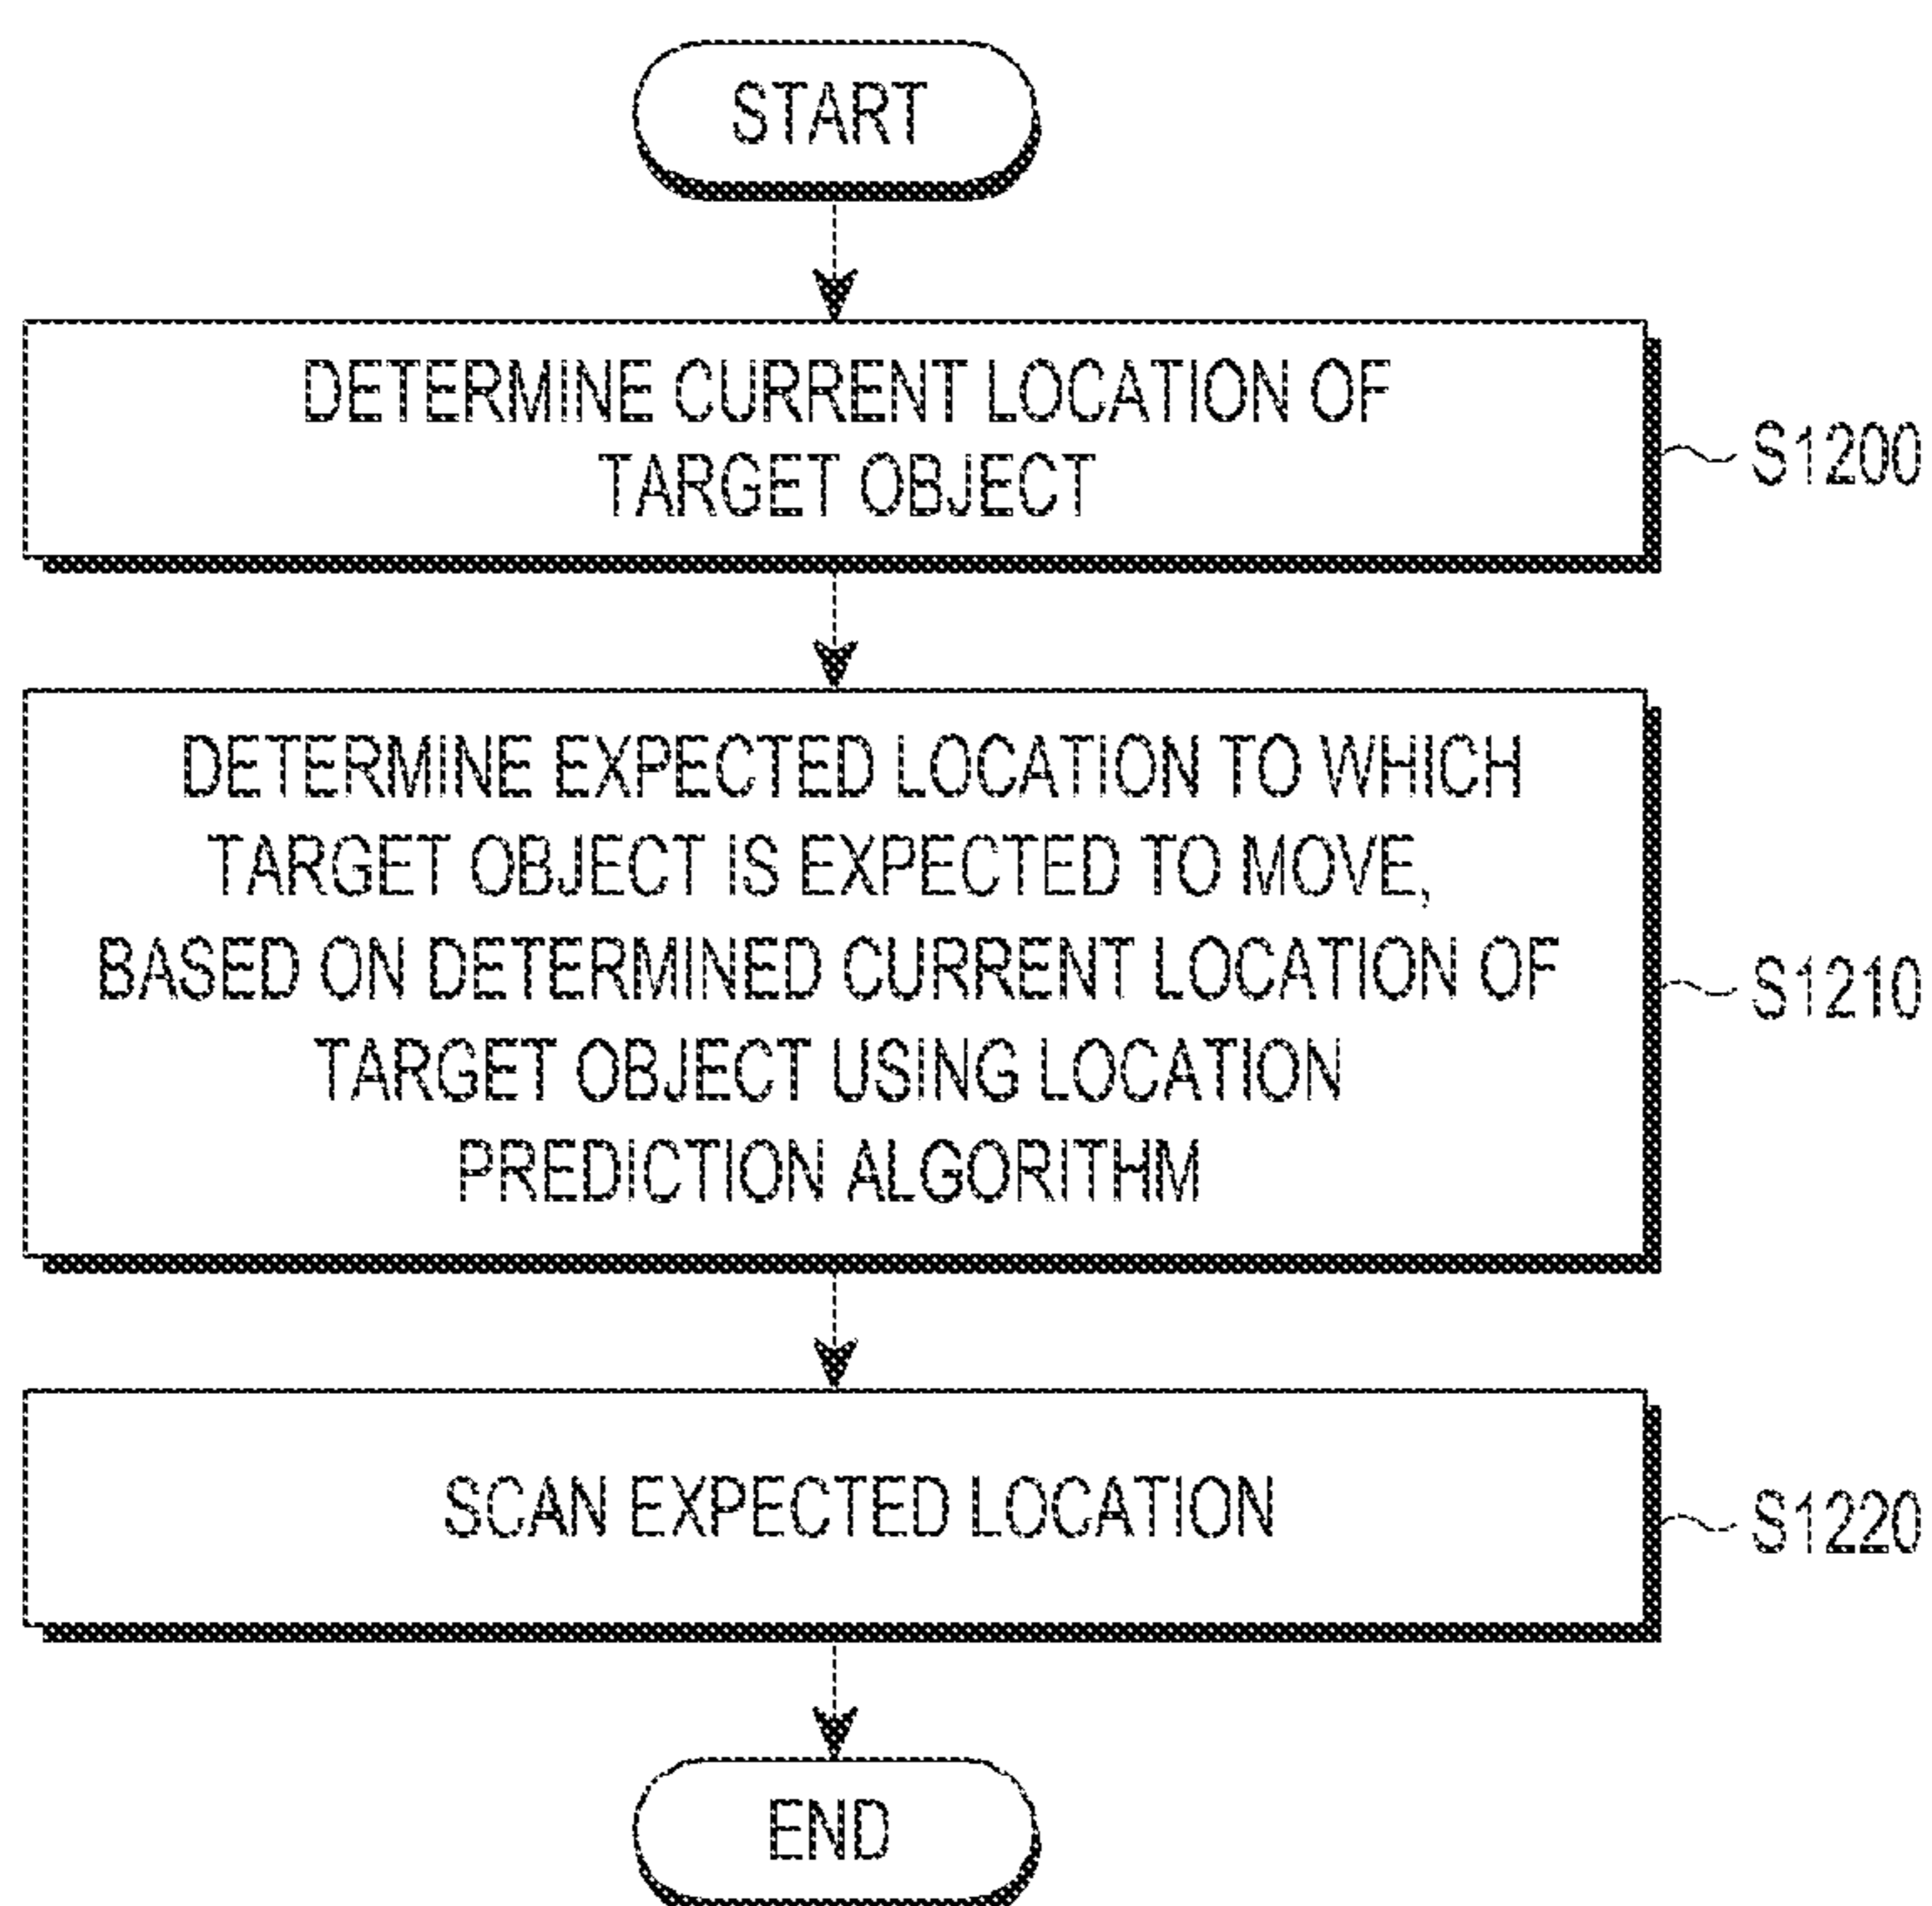 START
DETERMINE CURRENT LOCATION OF
TARGET OBJECT
S1200
DETERMINE EXPECTED LOCATION TO WHICH
TARGET OBJECT IS EXPECTED TO MOVE,
BASED ON DETERMINED CURRENT LOCATION OF
TARGET OBJECT USING LOCATION
PREDICTION ALGORITHM
S1210
SCAN EXPECTED LOCATION
S1220
END